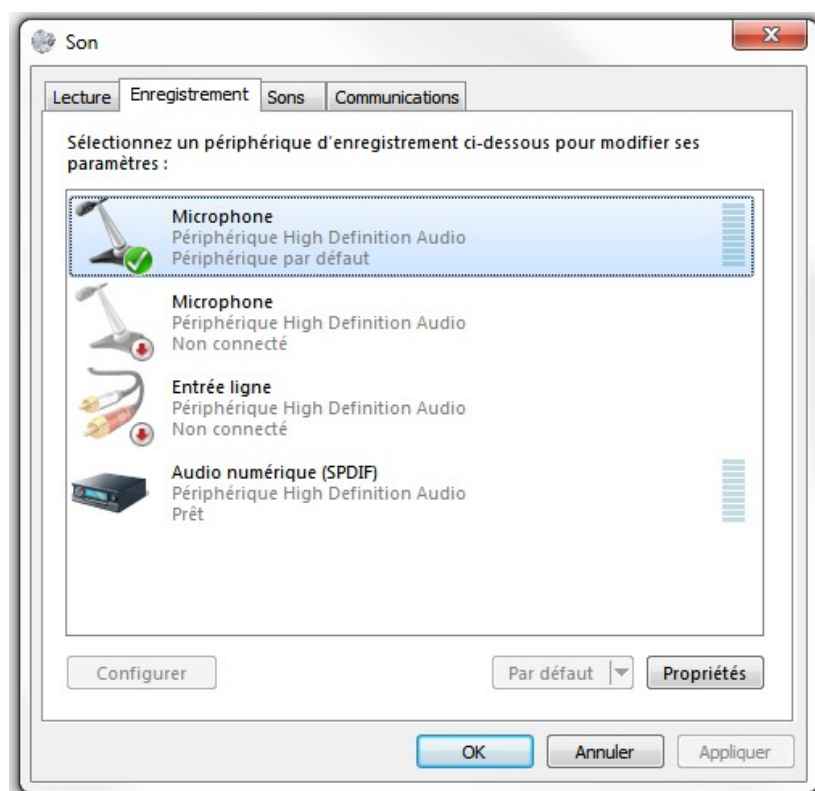 Son
Lecture Enregistrement Sons Communications
Sélectionnez un périphérique d'enregistrement ci-dessous pour modifier ses
paramètres :
Microphone
Périphérique High Definition Audio
Périphérique par défaut
Microphone
Périphérique High Definition Audio
Non connecté
Entrée ligne
Périphérique High Definition Audio
Non connecté
Audio numérique (SPDIF)
Périphérique High Definition Audio
Prêt
Configurer Par défaut Propriétés
OK Annuler Appliquer